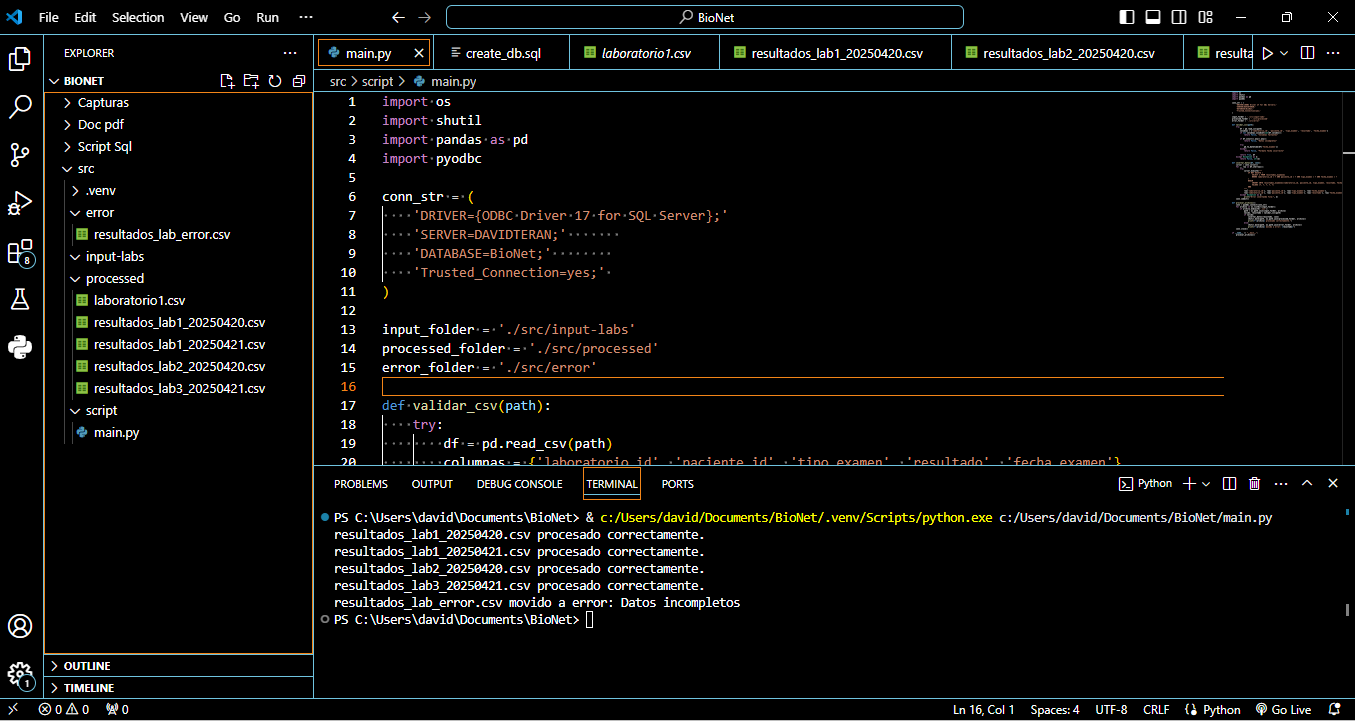 File Edit Selection View Go Run ··· BioNet
EXPLORER ···
BIONET
Capturas
Doc pdf
Script Sql
src
.venv
error
resultados_lab_error.csv
input-labs
processed
laboratorio1.csv
resultados_lab1_20250420.csv
resultados_lab1_20250421.csv
resultados_lab2_20250420.csv
resultados_lab3_20250421.csv
script
main.py
OUTLINE
TIMELINE
8
1
main.py create_db.sql laboratorio1.csv resultados_lab1_20250420.csv resultados_lab2_20250420.csv resulta ···
src > script > main.py
1 import os
2 import shutil
3 import pandas as pd
4 import pyodbc
5
6 conn_str = (
7 'DRIVER={ODBC Driver 17 for SQL Server};'
8 'SERVER=DAVIDTERAN;'
9 'DATABASE=BioNet;'
10 'Trusted_Connection=yes;'
11 )
12
13 input_folder = './src/input-labs'
14 processed_folder = './src/processed'
15 error_folder = './src/error'
16
17 def validar_csv(path):
18 try:
19 df = pd.read_csv(path)
20 columnas = {'laboratorio_id', 'paciente_id', 'tipo_examen', 'resultado', 'fecha_examen'}
PROBLEMS OUTPUT DEBUG CONSOLE TERMINAL PORTS Python ···
PS C:\Users\david\Documents\BioNet> & c:/Users/david/Documents/BioNet/.venv/Scripts/python.exe c:/Users/david/Documents/BioNet/main.py
resultados_lab1_20250420.csv procesado correctamente.
resultados_lab1_20250421.csv procesado correctamente.
resultados_lab2_20250420.csv procesado correctamente.
resultados_lab3_20250421.csv procesado correctamente.
resultados_lab_error.csv movido a error: Datos incompletos
PS C:\Users\david\Documents\BioNet>
0 0 0 Ln 16, Col 1 Spaces: 4 UTF-8 CRLF Python Go Live